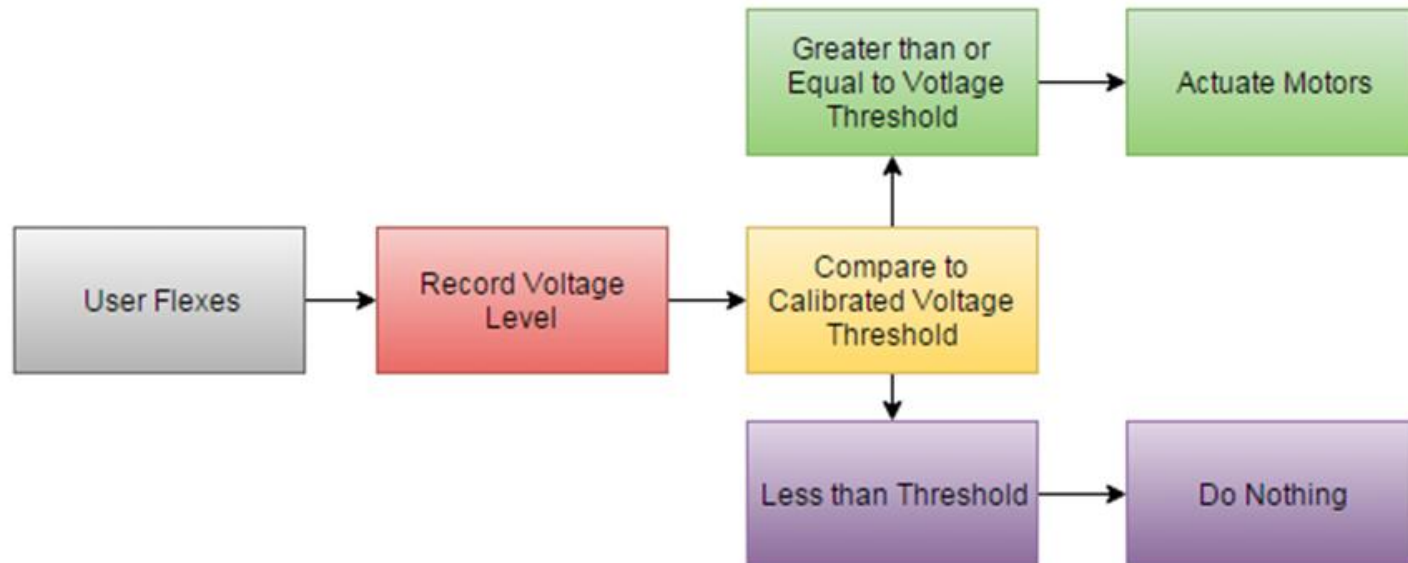 Greater than or
Equal to Votlage
Threshold
Actuate Motors
User Flexes
Record Voltage
Level
Compare to
Calibrated Voltage
Threshold
Less than Threshold
Do Nothing